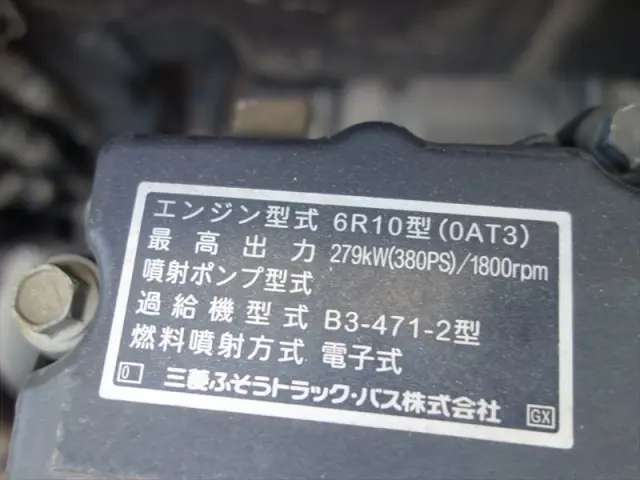 エンジン型式 6R10型(0AT3)
最高出力 279kW(380PS)/1800rpm
噴射ポンプ型式
過給機型式 B3-471-2型
燃料噴射方式 電子式
0 三菱ふそうトラック・バス株式会社 GX